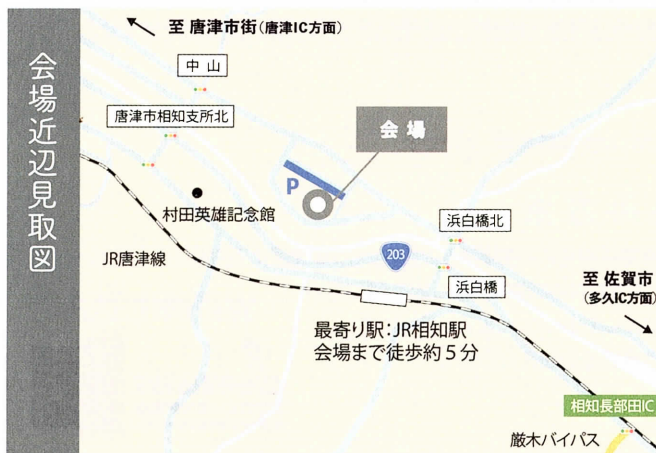 会場近辺見取図
至 唐津市街(唐津IC方面)
中 山
唐津市相知支所北
会 場
P
村田英雄記念館
浜白橋北
JR唐津線
203
浜白橋
至 佐賀市
(多久IC方面)
最寄り駅:JR相知駅
会場まで徒歩約5分
相知長部田IC
厳木バイパス